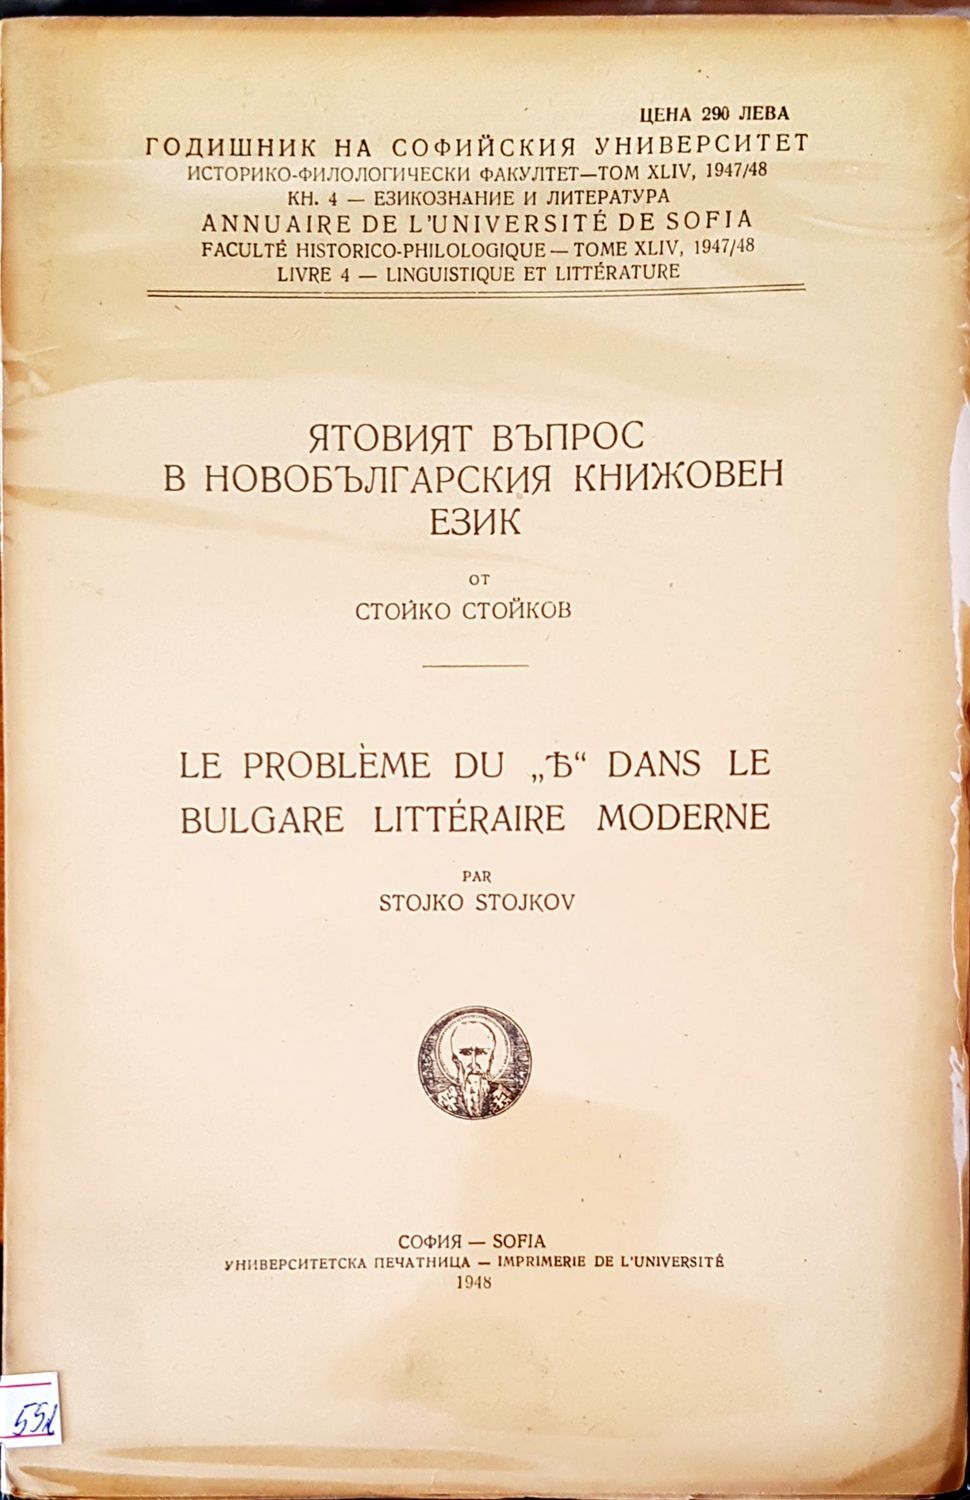 ЦЕНА 290 ЛЕВА
ГОДИШНИК НА СОФИЙСКИЯ УНИВЕРСИТЕТ
ИСТОРИКО-ФИЛОЛОГИЧЕСКИ ФАКУЛТЕТ—ТОМ XLIV, 1947/48
КН. 4 — ЕЗИКОЗНАНИЕ И ЛИТЕРАТУРА
ANNUAIRE DE L'UNIVERSITÉ DE SOFIA
FACULTÉ HISTORICO-PHILOLOGIQUE — TOME XLIV, 1947/48
LIVRE 4 — LINGUISTIQUE ET LITTÉRATURE
ЯТОВИЯТ ВЪПРОС
В НОВОБЪЛГАРСКИЯ КНИЖОВЕН
ЕЗИК
ОТ
СТОЙКО СТОЙКОВ
LE PROBLÈME DU „Ѣ“ DANS LE
BULGARE LITTÉRAIRE MODERNE
PAR
STOJKO STOJKOV
СОФИЯ — SOFIA
УНИВЕРСИТЕТСКА ПЕЧАТНИЦА — IMPRIMERIE DE L'UNIVERSITÉ
1948